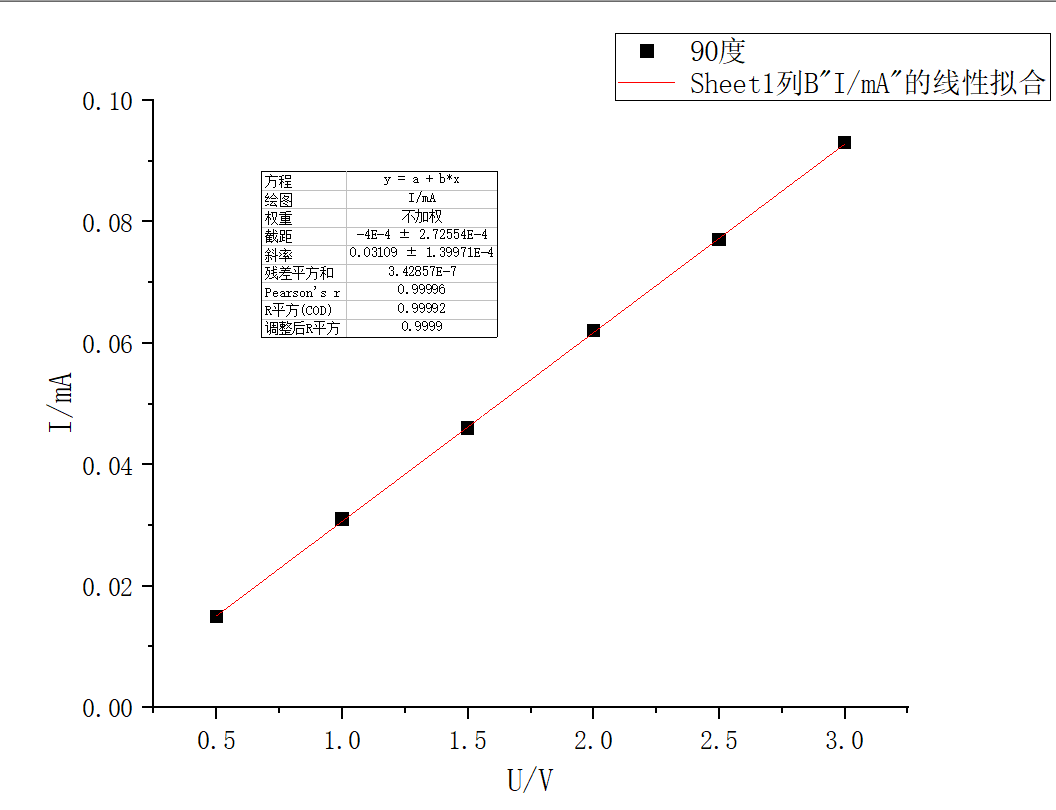 90度
Sheet1列B"I/mA"的线性拟合
0.10
0.08
0.06
0.04
0.02
0.00
I/mA
方程 y = a + b*x
绘图 I/mA
权重 不加权
截距 -4E-4 ± 2.72554E-4
斜率 0.03109 ± 1.39971E-4
残差平方和 3.42857E-7
Pearson's r 0.99996
R平方(COD) 0.99992
调整后R平方 0.9999
0.5 1.0 1.5 2.0 2.5 3.0
U/V